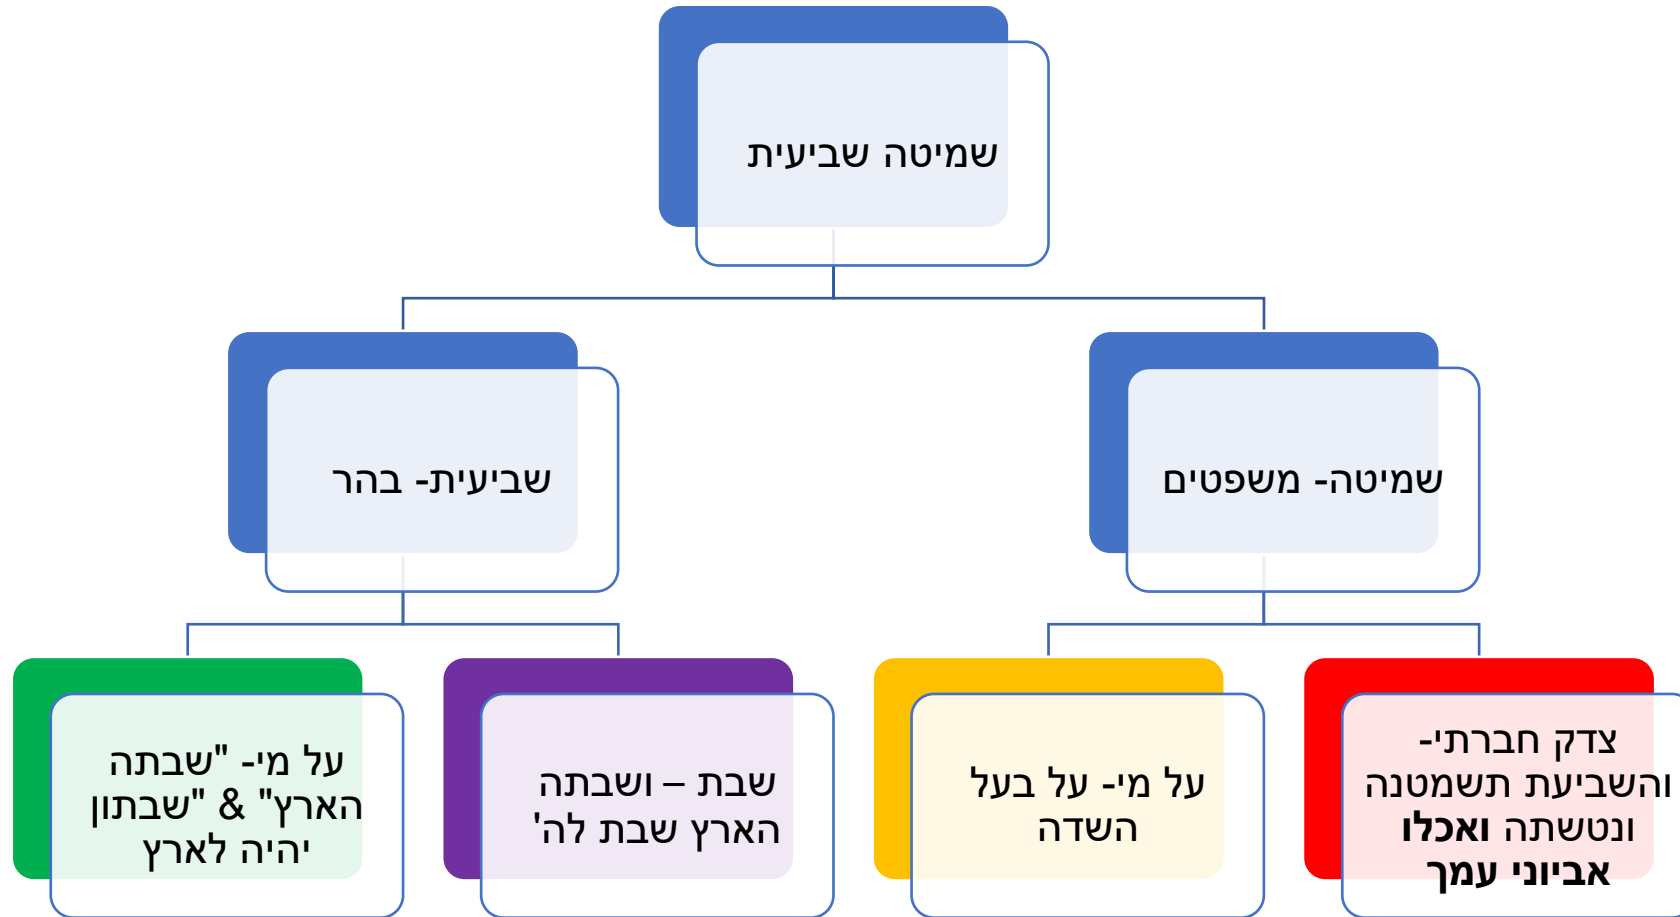 שמיטה שביעית
שמיטה- משפטים
שביעית- בהר
צדק חברתי-
והשביעת תשמטנה
ונטשתה ואכלו
אביוני עמך
על מי- על בעל
השדה
שבת – ושבתה
הארץ שבת לה'
על מי- "שבתה
הארץ" & "שבתון
יהיה לארץ